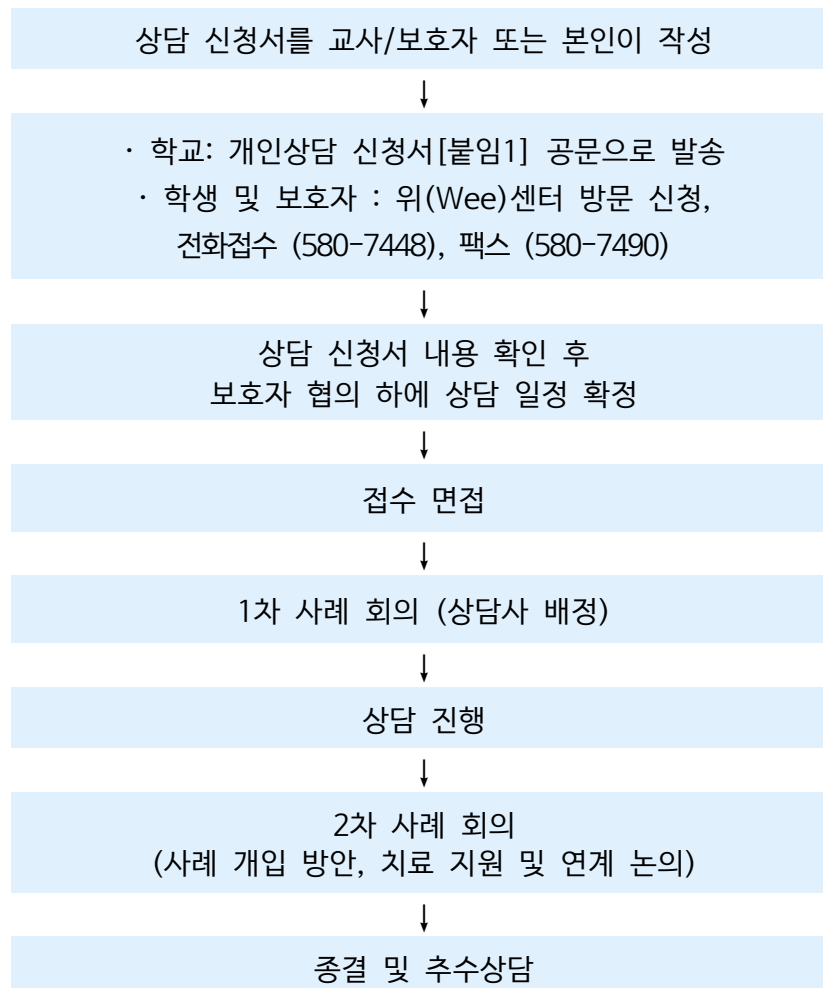 상담 신청서를 교사/보호자 또는 본인이 작성
↓
· 학교: 개인상담 신청서[붙임1] 공문으로 발송
· 학생 및 보호자 : 위(Wee)센터 방문 신청,
전화접수 (580-7448), 팩스 (580-7490)
↓
상담 신청서 내용 확인 후
보호자 협의 하에 상담 일정 확정
↓
접수 면접
↓
1차 사례 회의 (상담사 배정)
↓
상담 진행
↓
2차 사례 회의
(사례 개입 방안, 치료 지원 및 연계 논의)
↓
종결 및 추수상담